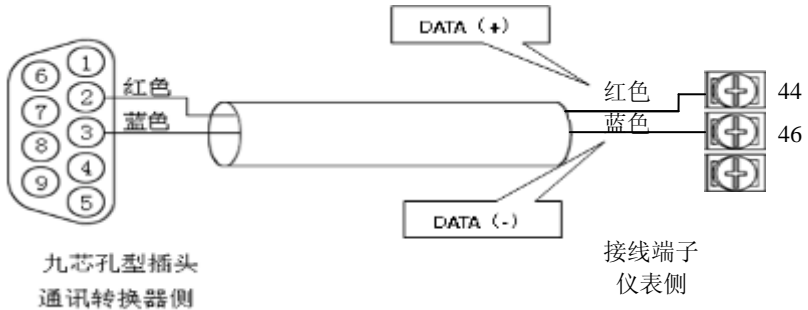 DATA（+）
1
6
2
红色
红色
44
7
3
蓝色
蓝色
46
8
4
9
5
DATA（-）
九芯孔型插头
通讯转换器侧
接线端子
仪表侧